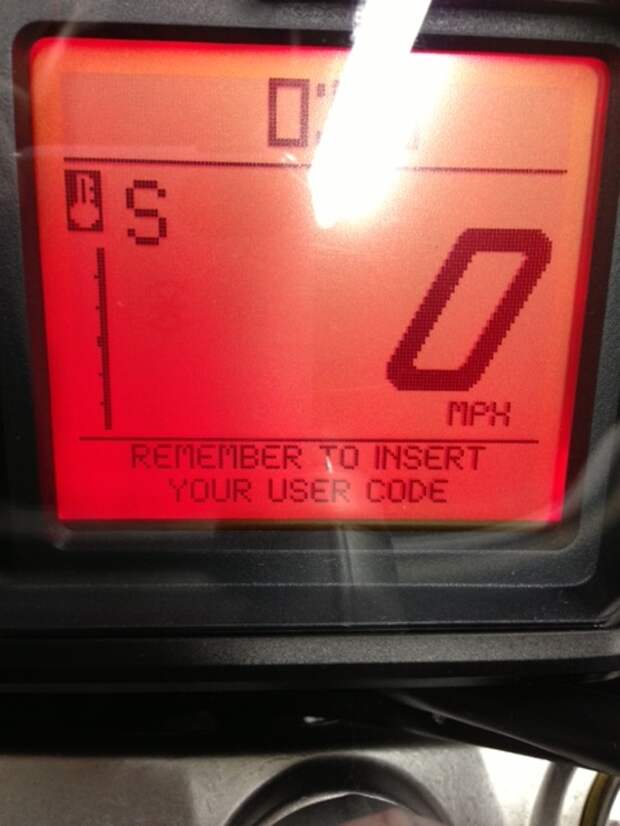 S
0
MPH
REMEMBER TO INSERT
YOUR USER CODE